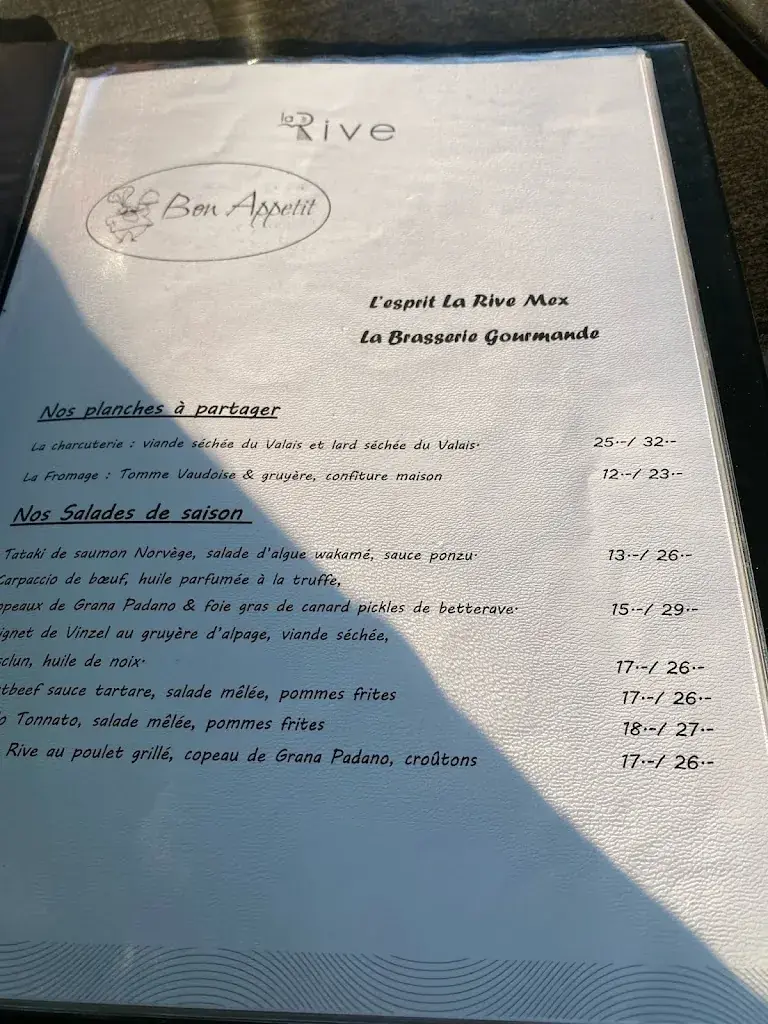 la Rive
Bon Appetit
L'esprit La Rive Mex
La Brasserie Gourmande
Nos planches à partager
La charcuterie : viande séchée du Valais et lard séchée du Valais. 25.-/ 32.-
La Fromage : Tomme Vaudoise & gruyère, confiture maison 12.-/ 23.-
Nos Salades de saison
Tataki de saumon Norvège, salade d'algue wakamé, sauce ponzu. 13.-/ 26.-
Carpaccio de bœuf, huile parfumée à la truffe,
opeaux de Grana Padano & foie gras de canard pickles de betterave. 15.-/ 29.-
ignet de Vinzel au gruyère d'alpage, viande séchée,
sclun, huile de noix. 17.-/ 26.-
tbeef sauce tartare, salade mêlée, pommes frites 17.-/ 26.-
o Tonnato, salade mêlée, pommes frites 18.-/ 27.-
Rive au poulet grillé, copeau de Grana Padano, croûtons 17.-/ 26.-